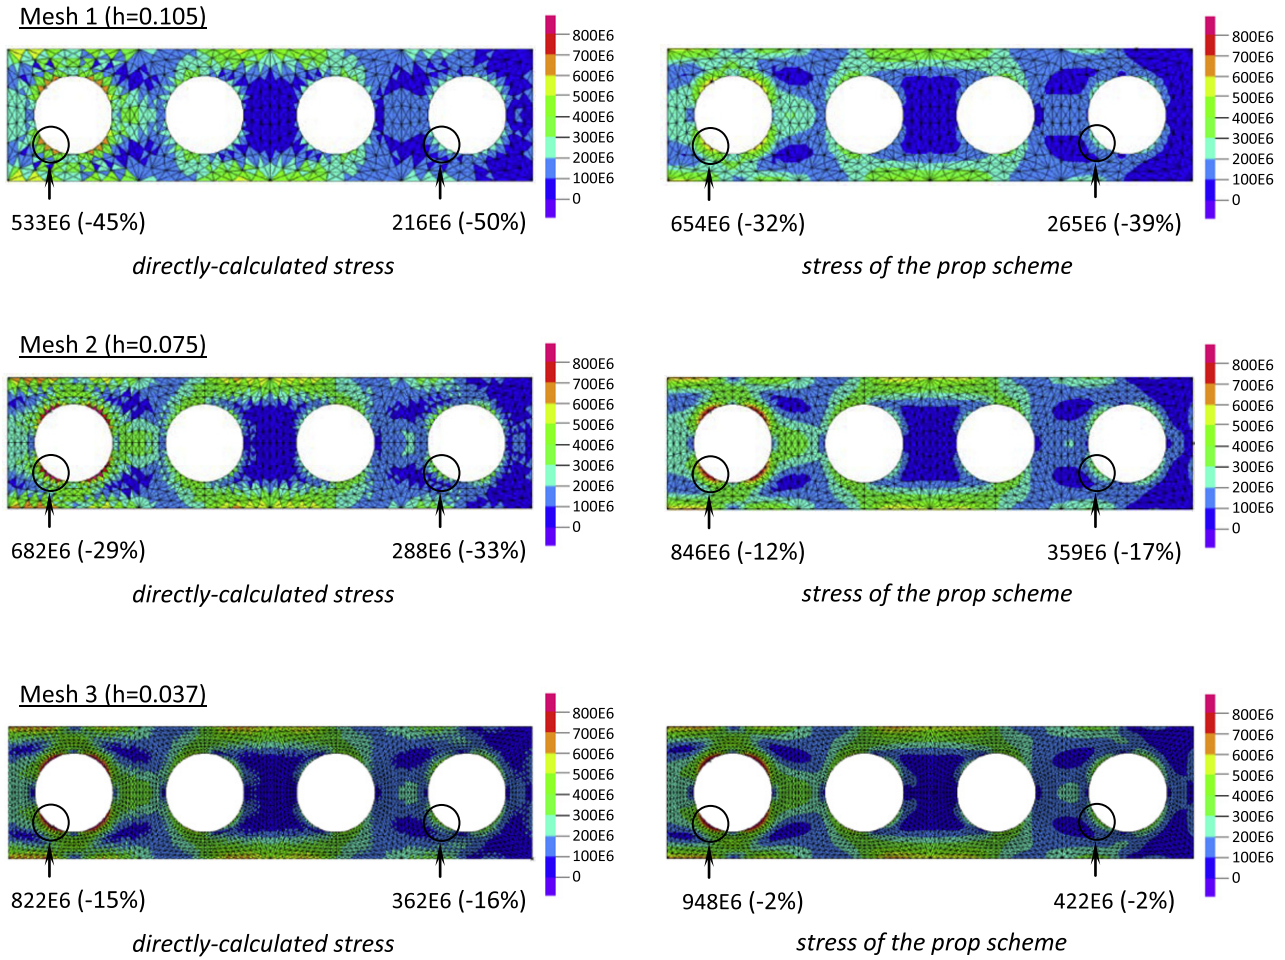 Mesh 1 (h=0.105)
800E6
700E6
600E6
500E6
400E6
300E6
200E6
100E6
0
533E6 (-45%)
216E6 (-50%)
directly-calculated stress
800E6
700E6
600E6
500E6
400E6
300E6
200E6
100E6
0
654E6 (-32%)
265E6 (-39%)
stress of the prop scheme
Mesh 2 (h=0.075)
800E6
700E6
600E6
500E6
400E6
300E6
200E6
100E6
0
682E6 (-29%)
288E6 (-33%)
directly-calculated stress
800E6
700E6
600E6
500E6
400E6
300E6
200E6
100E6
0
846E6 (-12%)
359E6 (-17%)
stress of the prop scheme
Mesh 3 (h=0.037)
800E6
700E6
600E6
500E6
400E6
300E6
200E6
100E6
0
822E6 (-15%)
362E6 (-16%)
directly-calculated stress
800E6
700E6
600E6
500E6
400E6
300E6
200E6
100E6
0
948E6 (-2%)
422E6 (-2%)
stress of the prop scheme